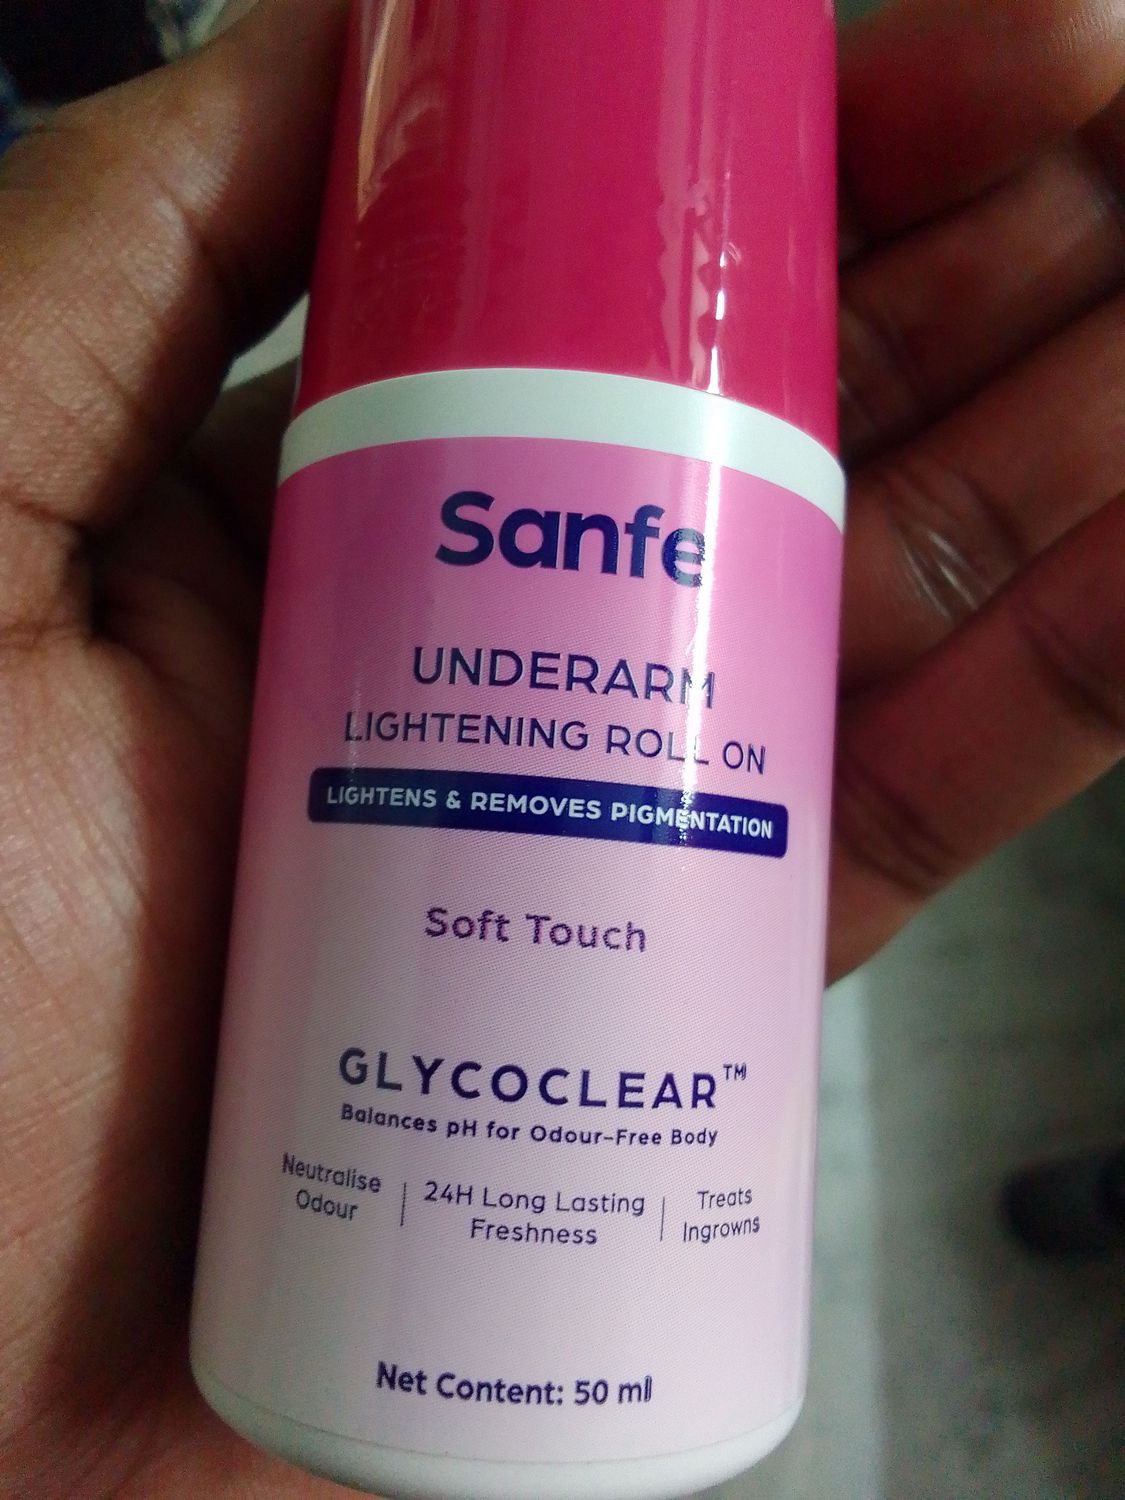 Sanfe
UNDERARM
LIGHTENING ROLL ON
LIGHTENS & REMOVES PIGMENTATION
Soft Touch
GLYCOCLEAR™
Balances pH for Odour-Free Body
Neutralise
Odour
24H Long Lasting
Freshness
Treats
Ingrowns
Net Content: 50 ml